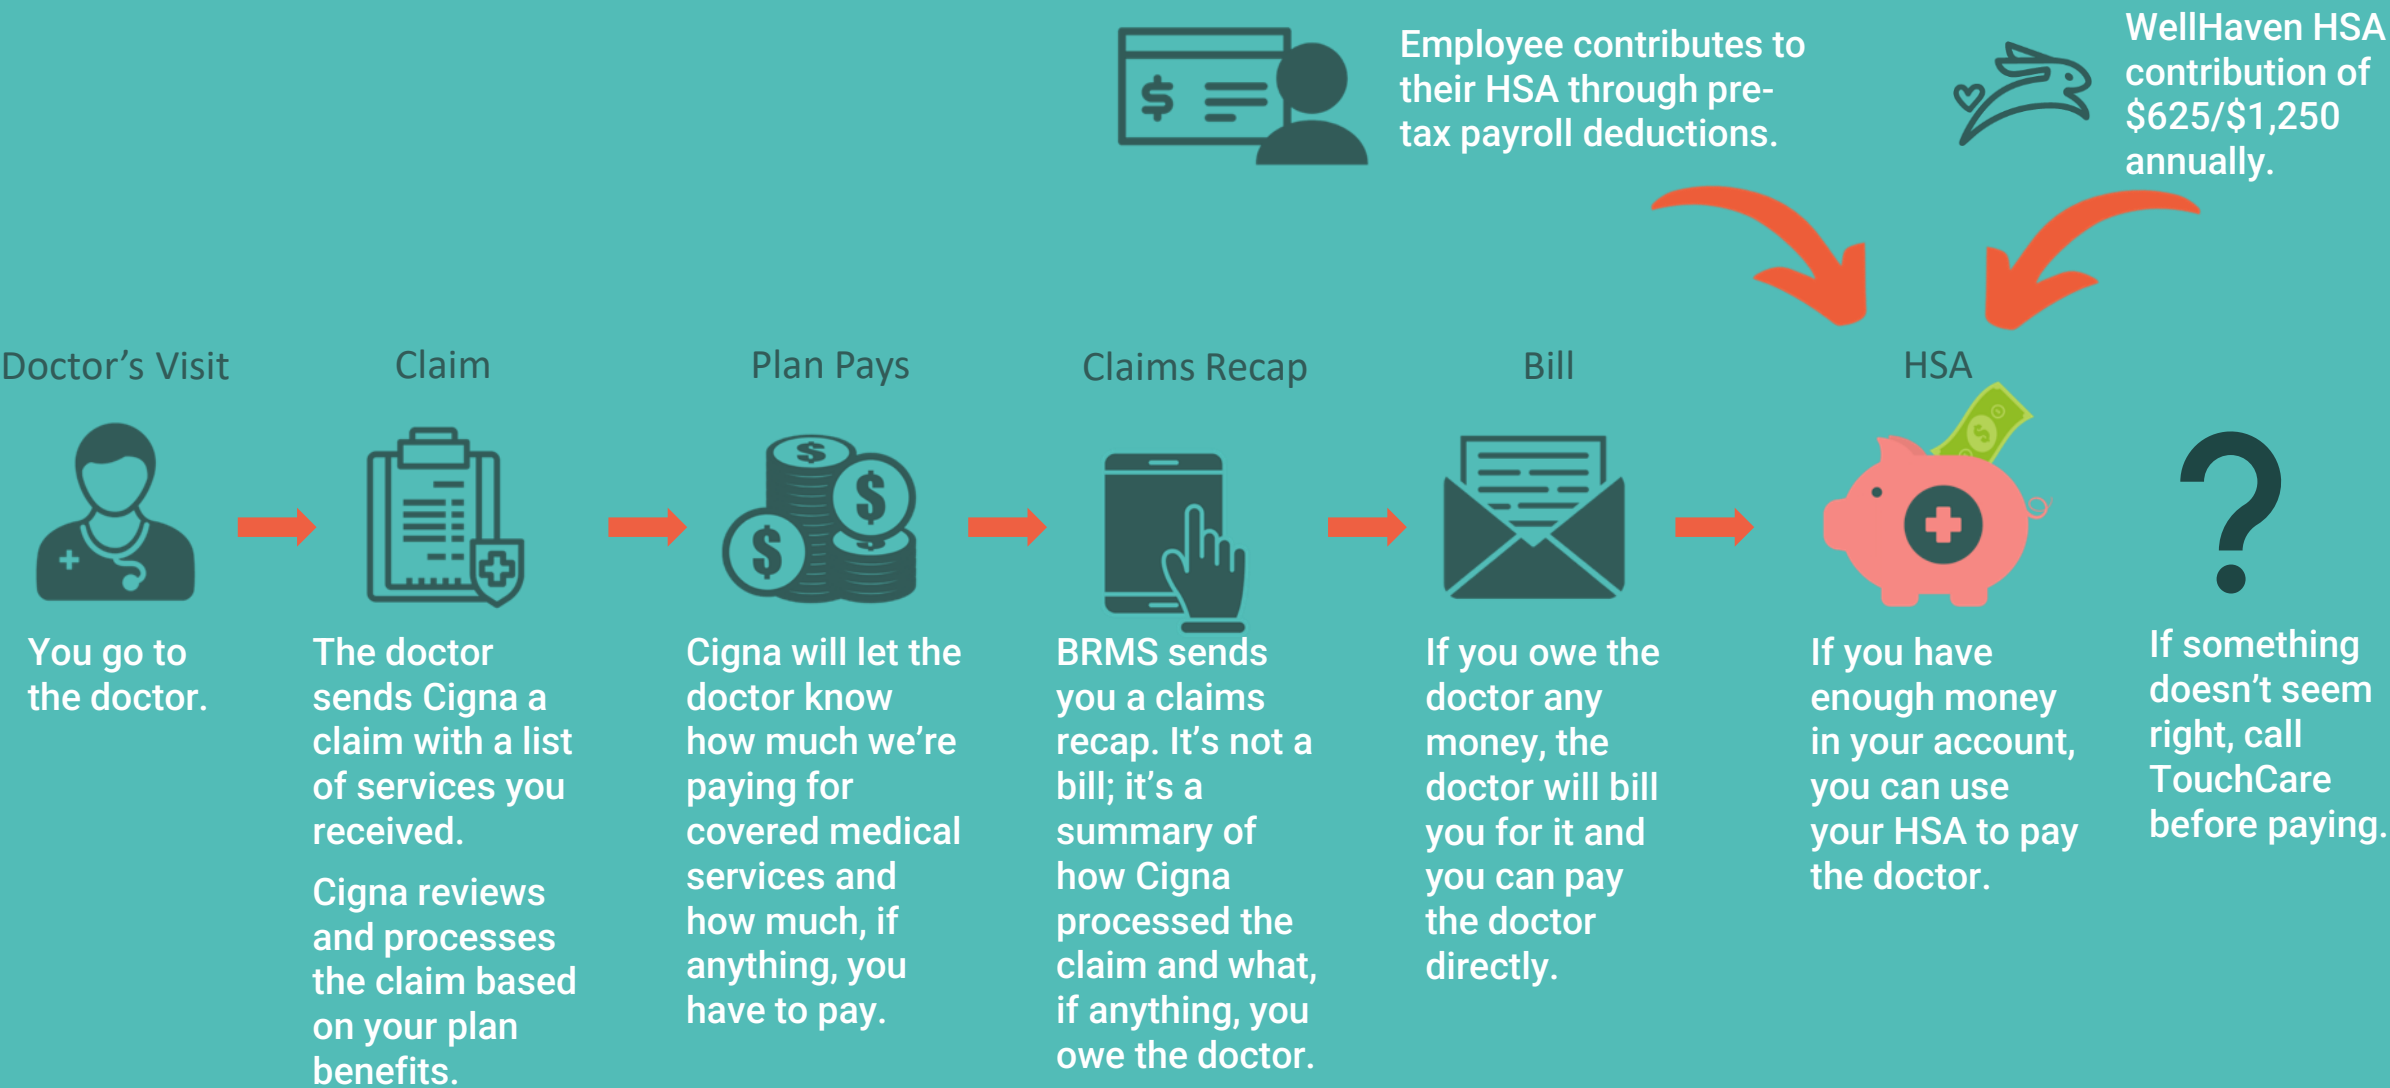 Employee contributes to
their HSA through pre-
tax payroll deductions.
WellHaven HSA
contribution of
$625/$1,250
annually.
Doctor's Visit
You go to
the doctor.
Claim
The doctor
sends Cigna a
claim with a list
of services you
received.
Cigna reviews
and processes
the claim based
on your plan
benefits.
Plan Pays
Cigna will let the
doctor know
how much we're
paying for
covered medical
services and
how much, if
anything, you
have to pay.
Claims Recap
BRMS sends
you a claims
recap. It's not a
bill; it's a
summary of
how Cigna
processed the
claim and what,
if anything, you
owe the doctor.
Bill
If you owe the
doctor any
money, the
doctor will bill
you for it and
you can pay
the doctor
directly.
HSA
If you have
enough money
in your account,
you can use
your HSA to pay
the doctor.
?
If something
doesn't seem
right, call
TouchCare
before paying.